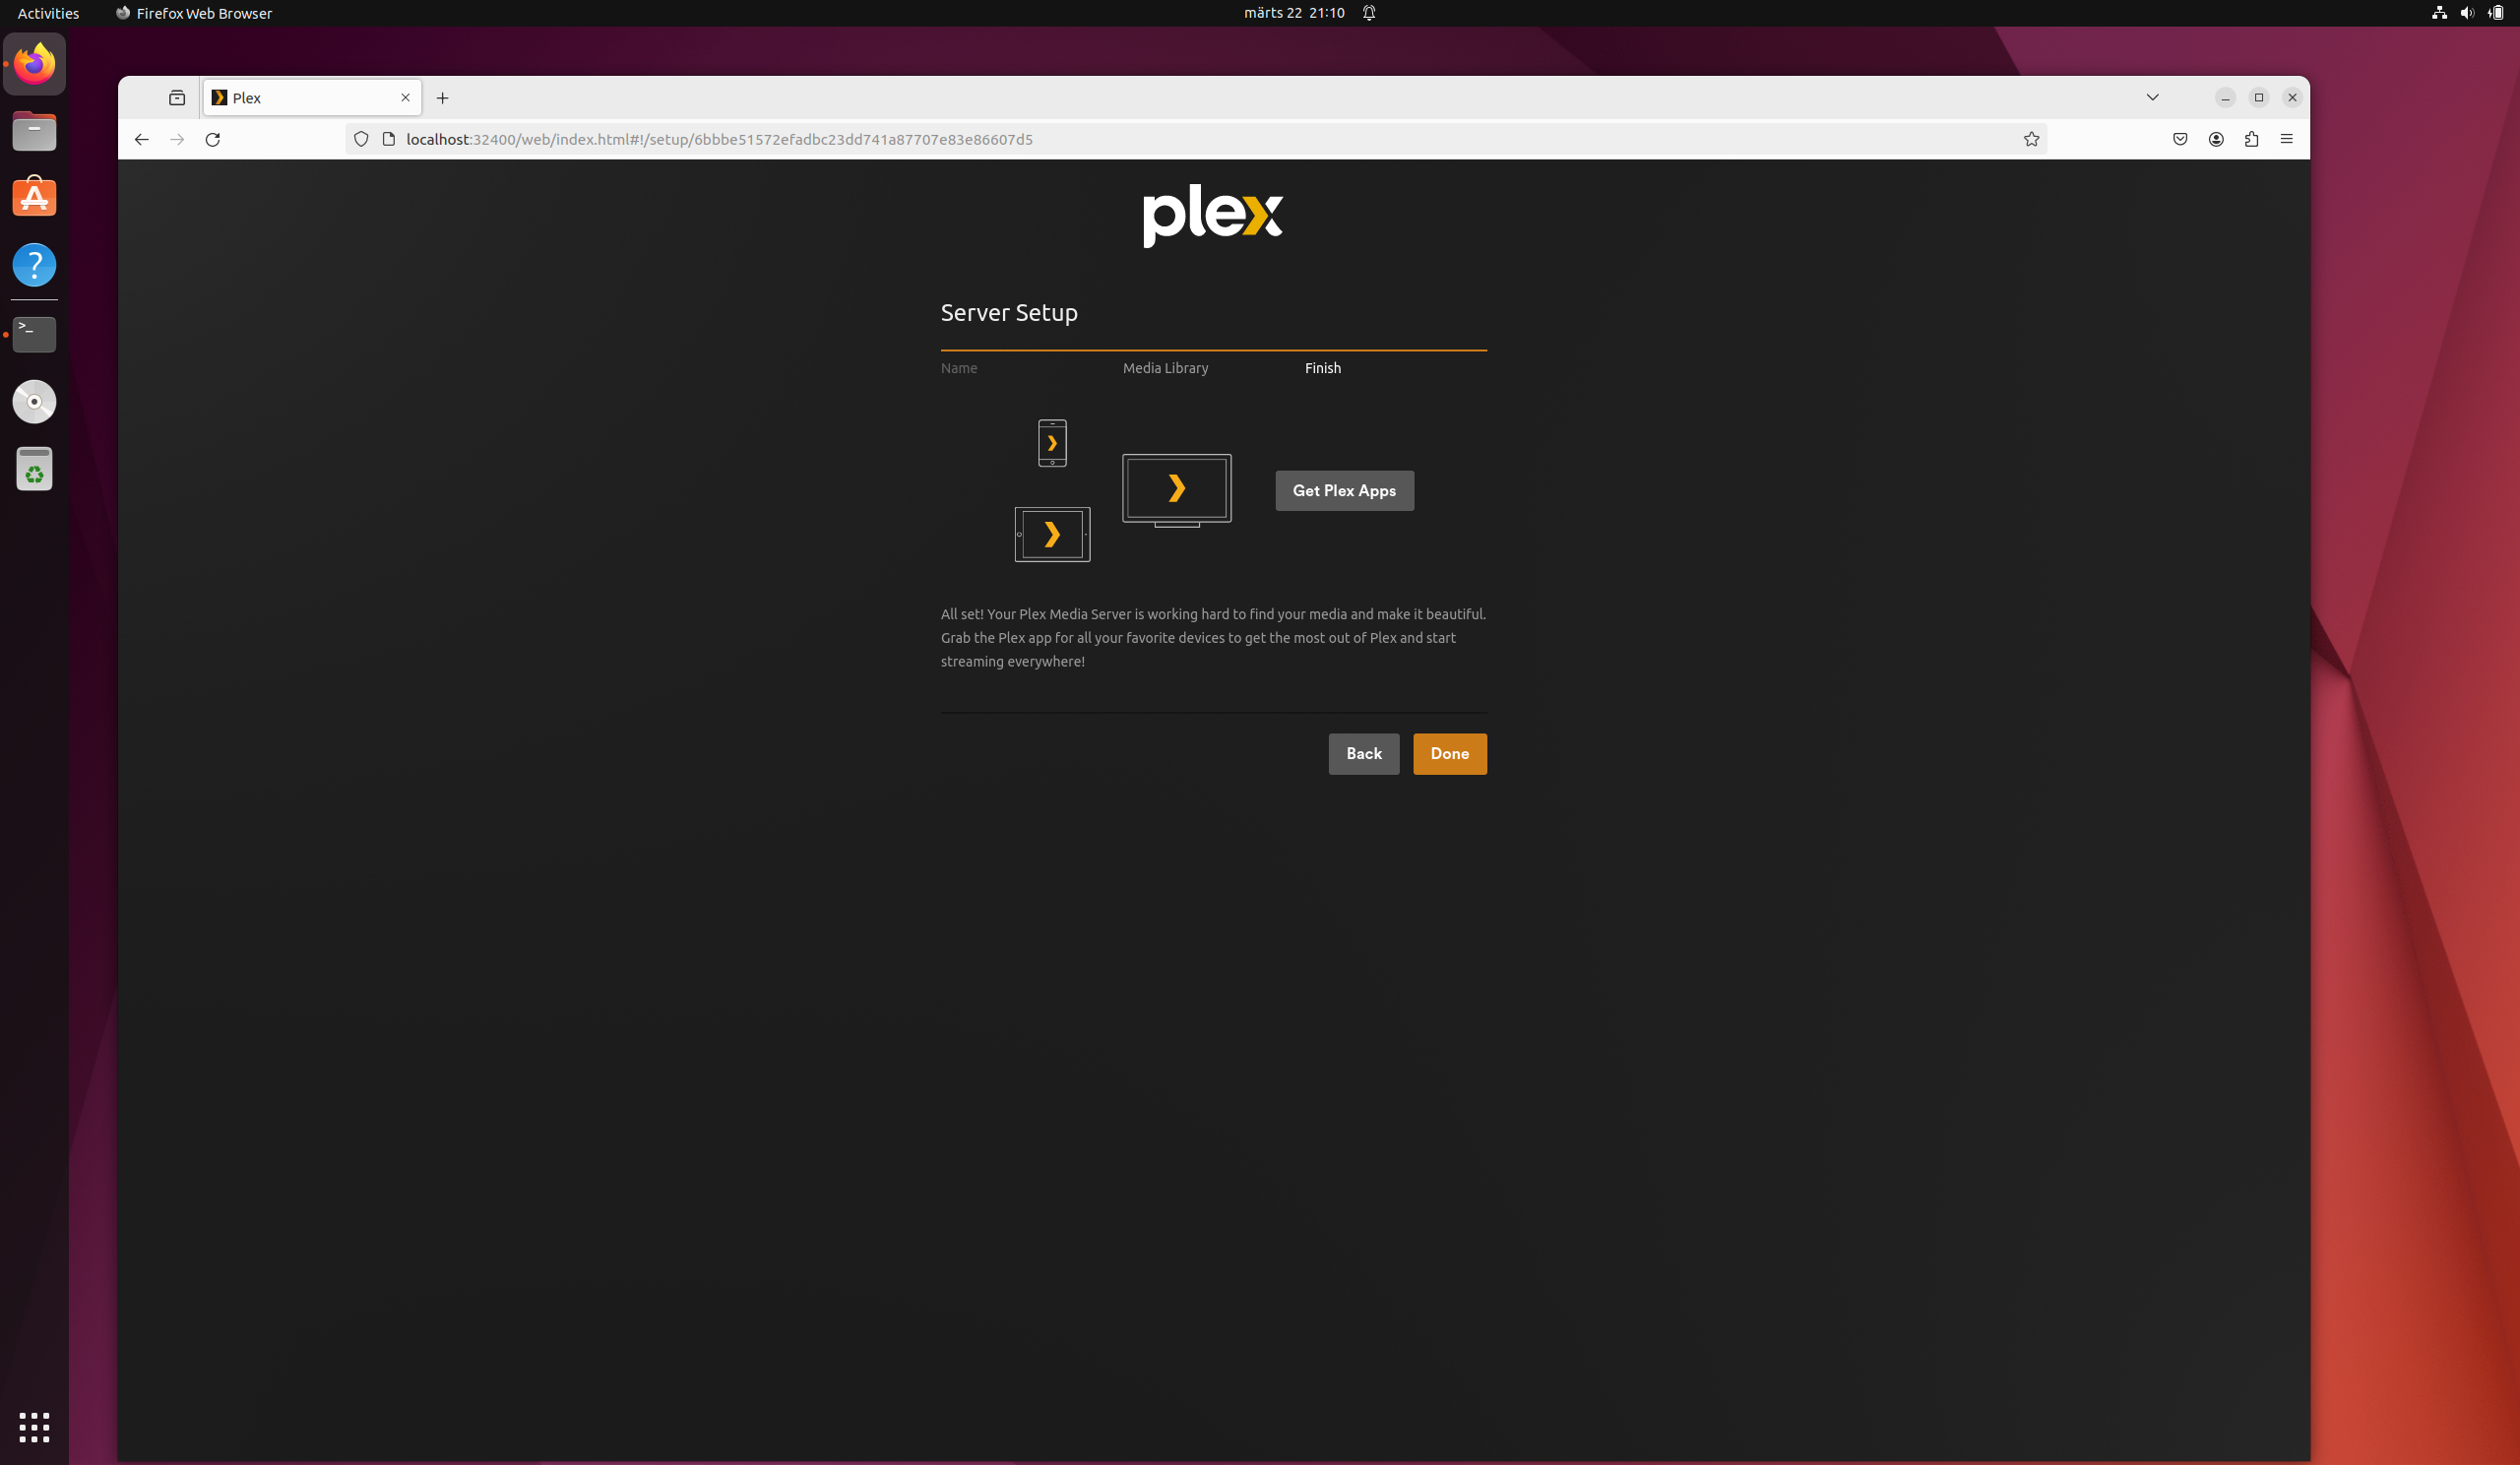 Activities
Firefox Web Browser
märts 22 21:10
Plex
localhost:32400/web/index.html#!/setup/6bbbe51572efadbc23dd741a87707e83e86607d5
plex
Server Setup
Name
Media Library
Finish
Get Plex Apps
All set! Your Plex Media Server is working hard to find your media and make it beautiful.
Grab the Plex app for all your favorite devices to get the most out of Plex and start
streaming everywhere!
Back
Done